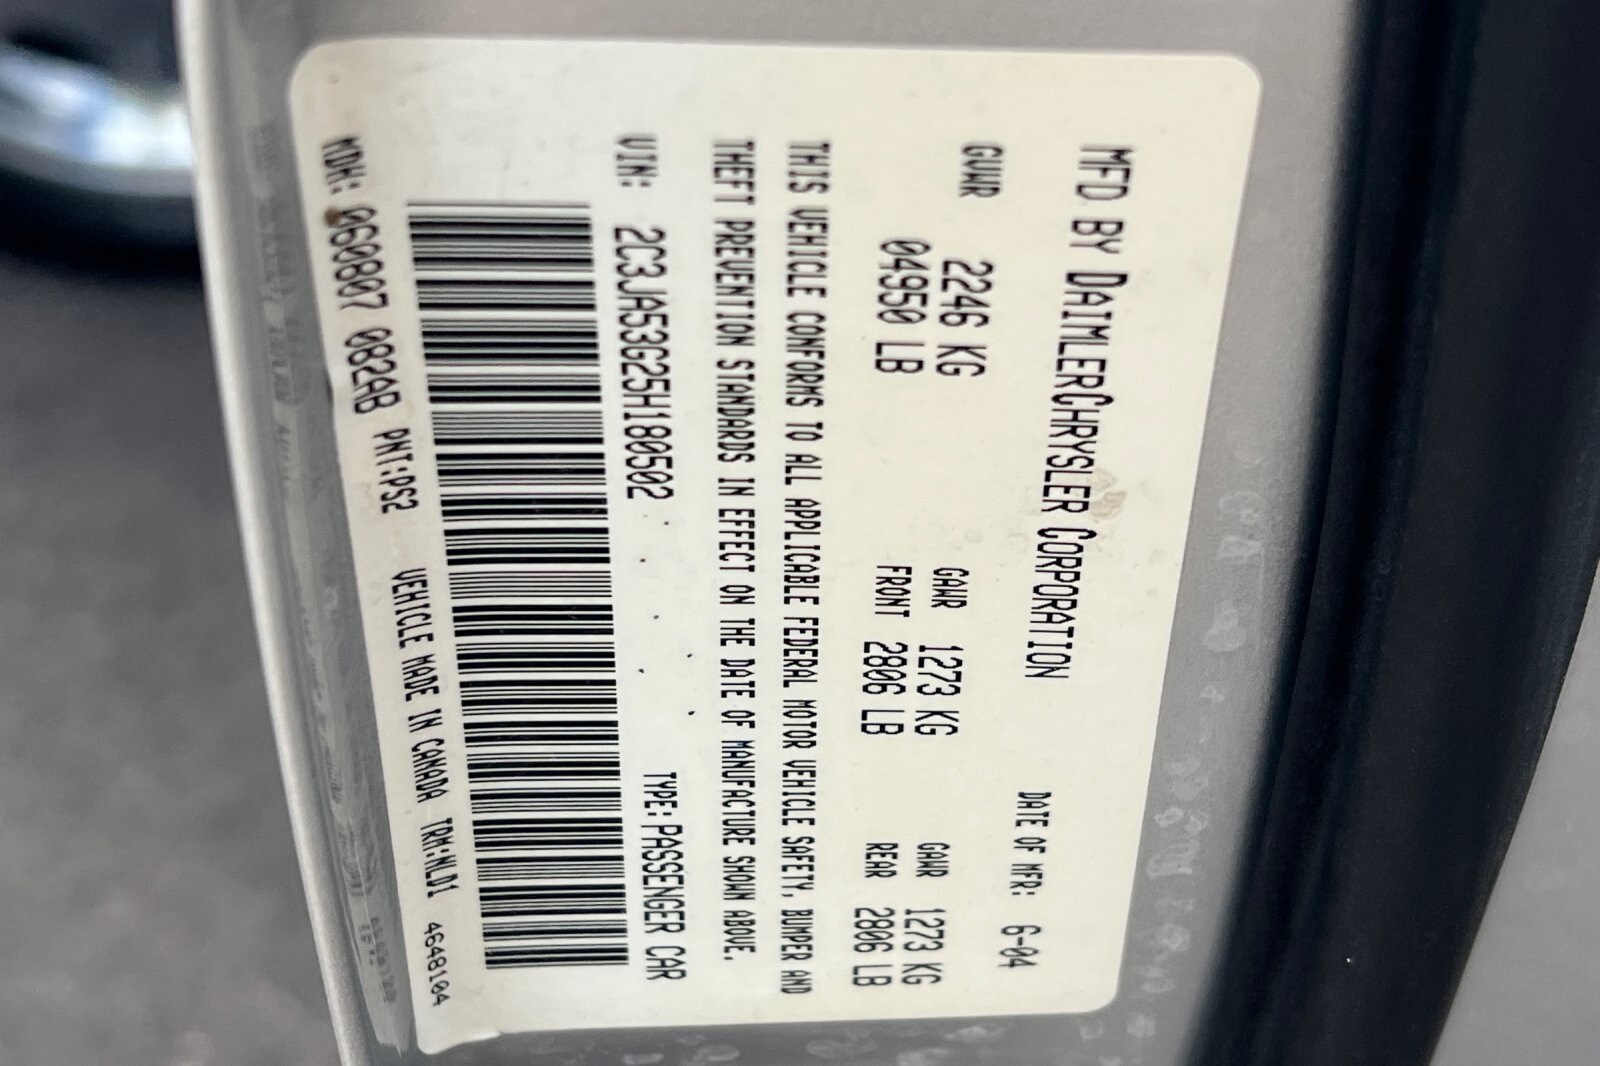 MFD BY DAIMLERCHRYSLER CORPORATION DATE OF MFR: 6-04
GVWR 2246 KG GAWR 1273 KG GAWR 1273 KG
04950 LB FRONT 2806 LB REAR 2806 LB
THIS VEHICLE CONFORMS TO ALL APPLICABLE FEDERAL MOTOR VEHICLE SAFETY, BUMPER AND
THEFT PREVENTION STANDARDS IN EFFECT ON THE DATE OF MANUFACTURE SHOWN ABOVE.
VIN: 2C3JA53G25H180502 TYPE: PASSENGER CAR
MDH: 060807 082AB PNT:PS2 VEHICLE MADE IN CANADA TRM:NLD1 4648104